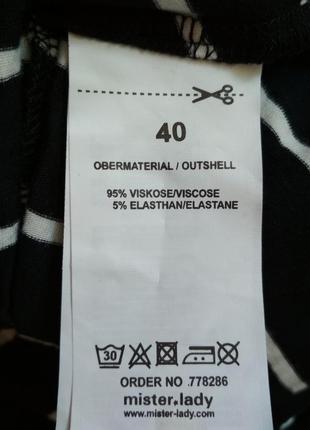 40
OBERMATERIAL / OUTSHELL
95% VISKOSE/VISCOSE
5% ELASTHAN/ELASTANE
30
ORDER NO .778286
mister.lady
www.mister-lady.com